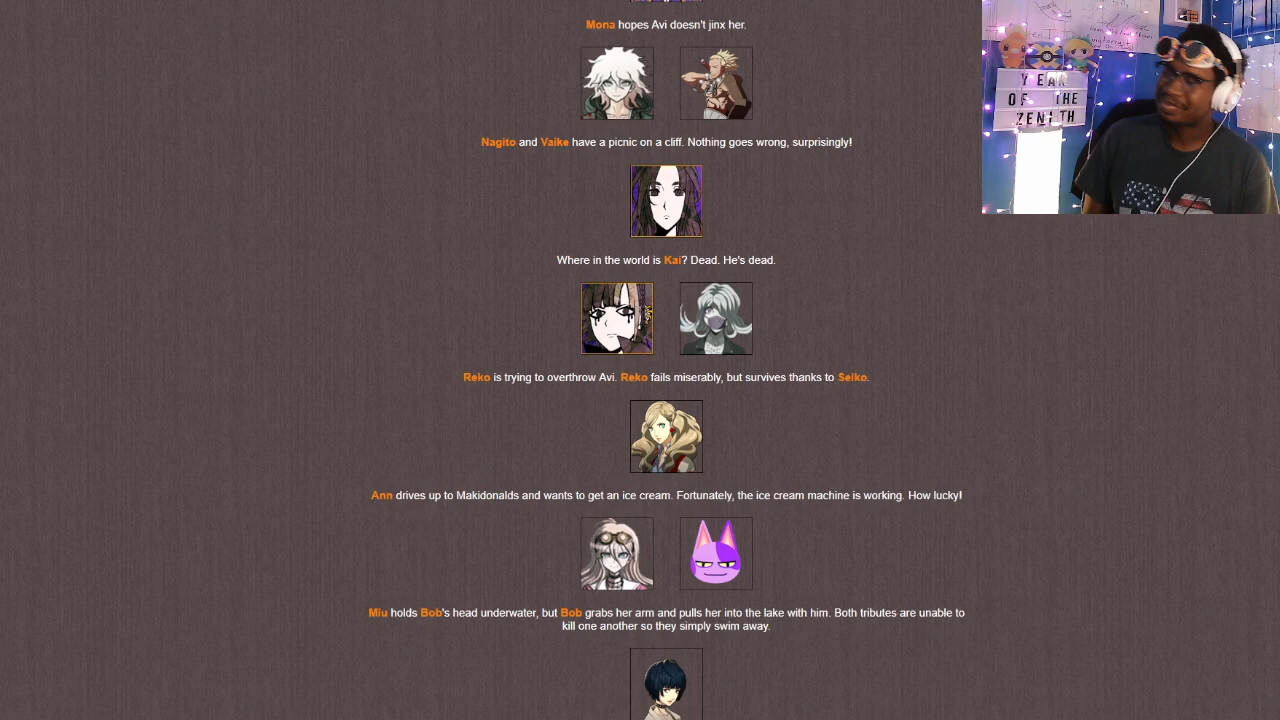 Mona hopes Avi doesn't jinx her.
Nagito and Vaike have a picnic on a cliff. Nothing goes wrong, surprisingly!
Where in the world is Kai? Dead. He's dead.
Reko is trying to overthrow Avi. Reko fails miserably, but survives thanks to Seiko.
Ann drives up to Makidonalds and wants to get an ice cream. Fortunately, the ice cream machine is working. How lucky!
Miu holds Bob's head underwater, but Bob grabs her arm and pulls her into the lake with him. Both tributes are unable to
kill one another so they simply swim away.
YEAR
OF THE
ZENITH